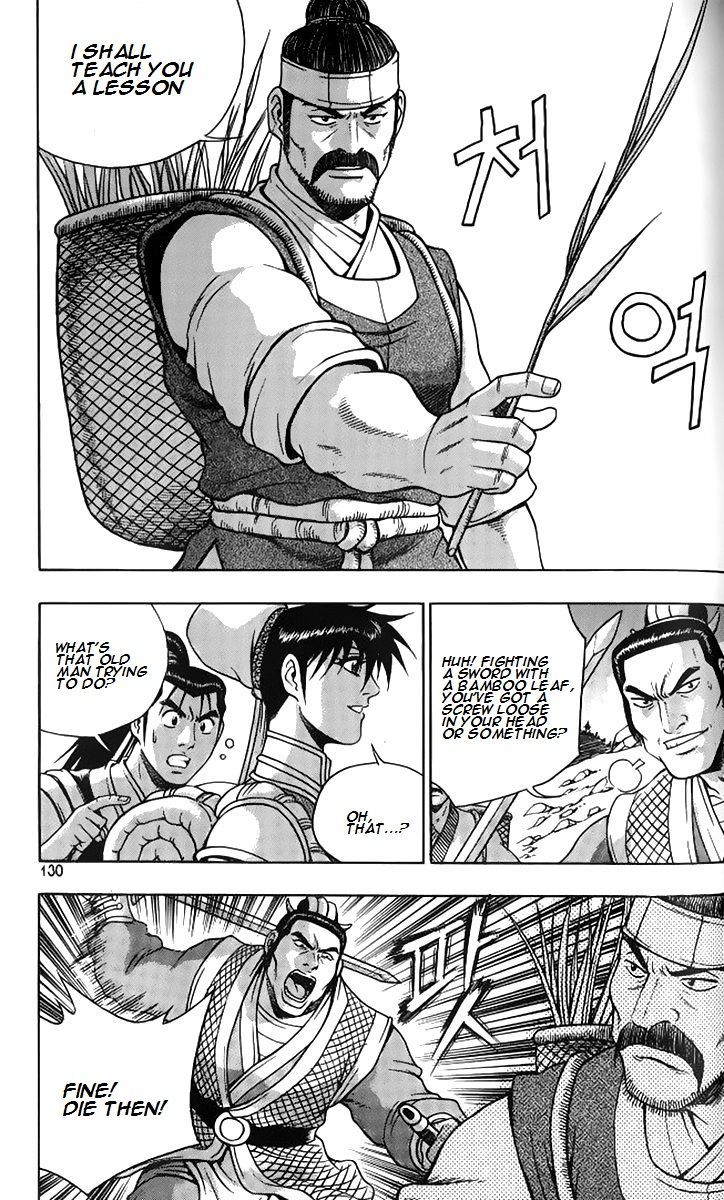 I SHALL
TEACH YOU
A LESSON
처
억
WHAT'S
THAT OLD
MAN TRYING
TO DO?
OH,
THAT...?
HUH! FIGHTING
A SWORD WITH
A BAMBOO LEAF,
YOU'VE GOT A
SCREW LOOSE
IN YOUR HEAD
OR SOMETHING?
130
FINE!
DIE THEN!